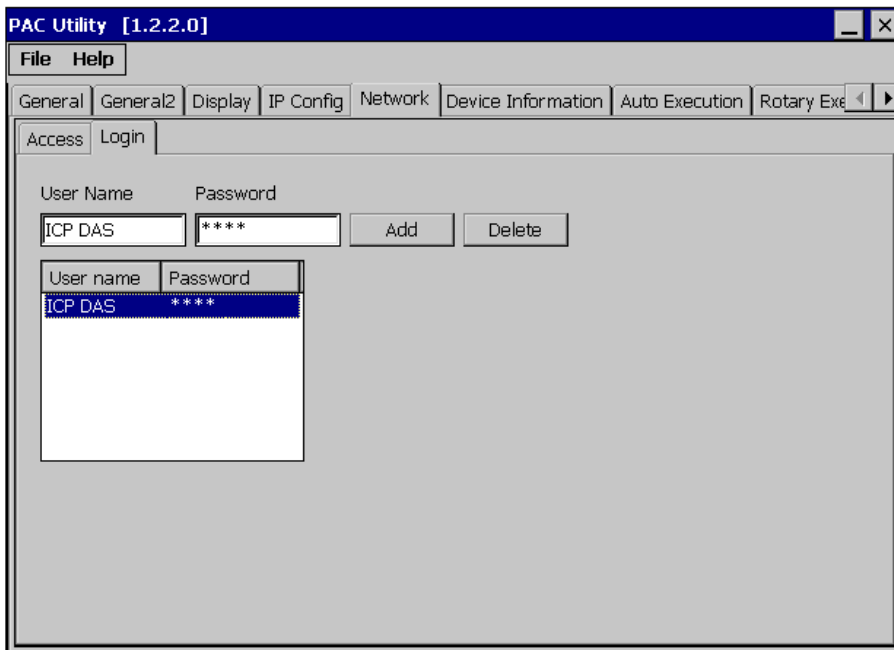 PAC Utility [1.2.2.0]
File Help
General General2 Display IP Config Network Device Information Auto Execution Rotary Exe
Access Login
User Name Password
ICP DAS **** Add Delete
User name Password
ICP DAS ****